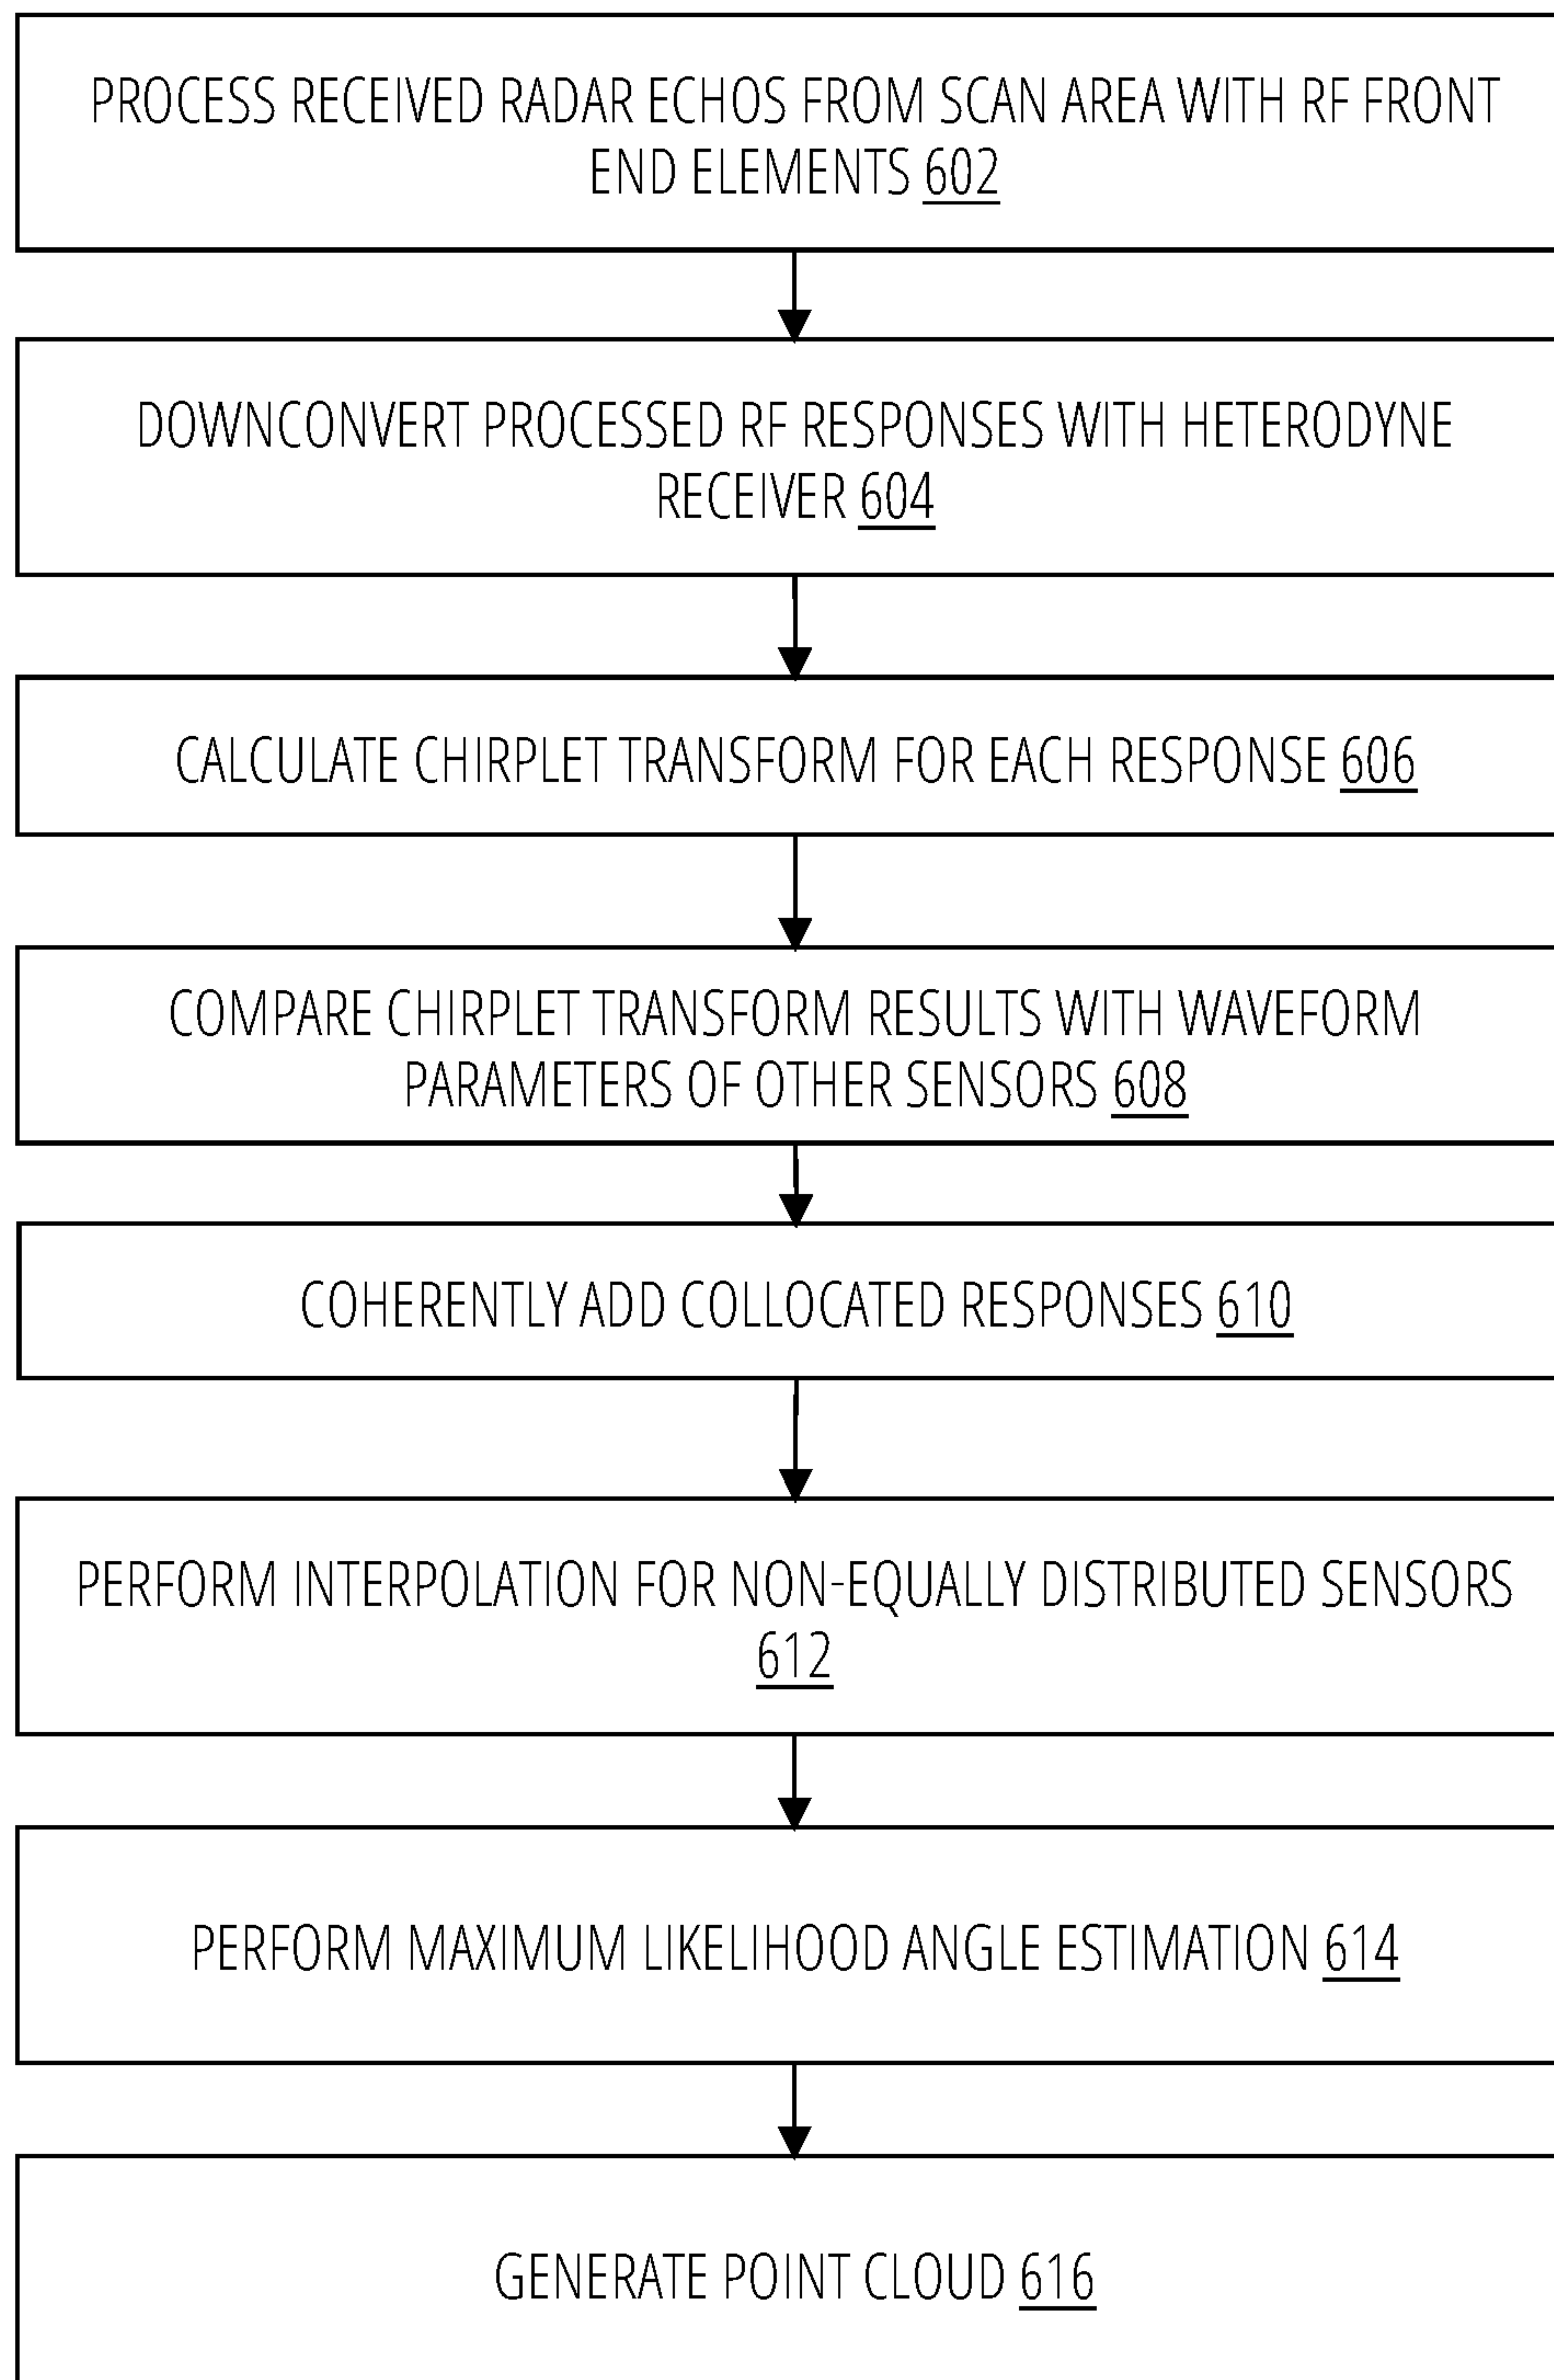 PROCESS RECEIVED RADAR ECHOS FROM SCAN AREA WITH RF FRONT
END ELEMENTS 602
DOWNCONVERT PROCESSED RF RESPONSES WITH HETERODYNE
RECEIVER 604
CALCULATE CHIRPLET TRANSFORM FOR EACH RESPONSE 606
COMPARE CHIRPLET TRANSFORM RESULTS WITH WAVEFORM
PARAMETERS OF OTHER SENSORS 608
COHERENTLY ADD COLLOCATED RESPONSES 610
PERFORM INTERPOLATION FOR NON-EQUALLY DISTRIBUTED SENSORS
612
PERFORM MAXIMUM LIKELIHOOD ANGLE ESTIMATION 614
GENERATE POINT CLOUD 616